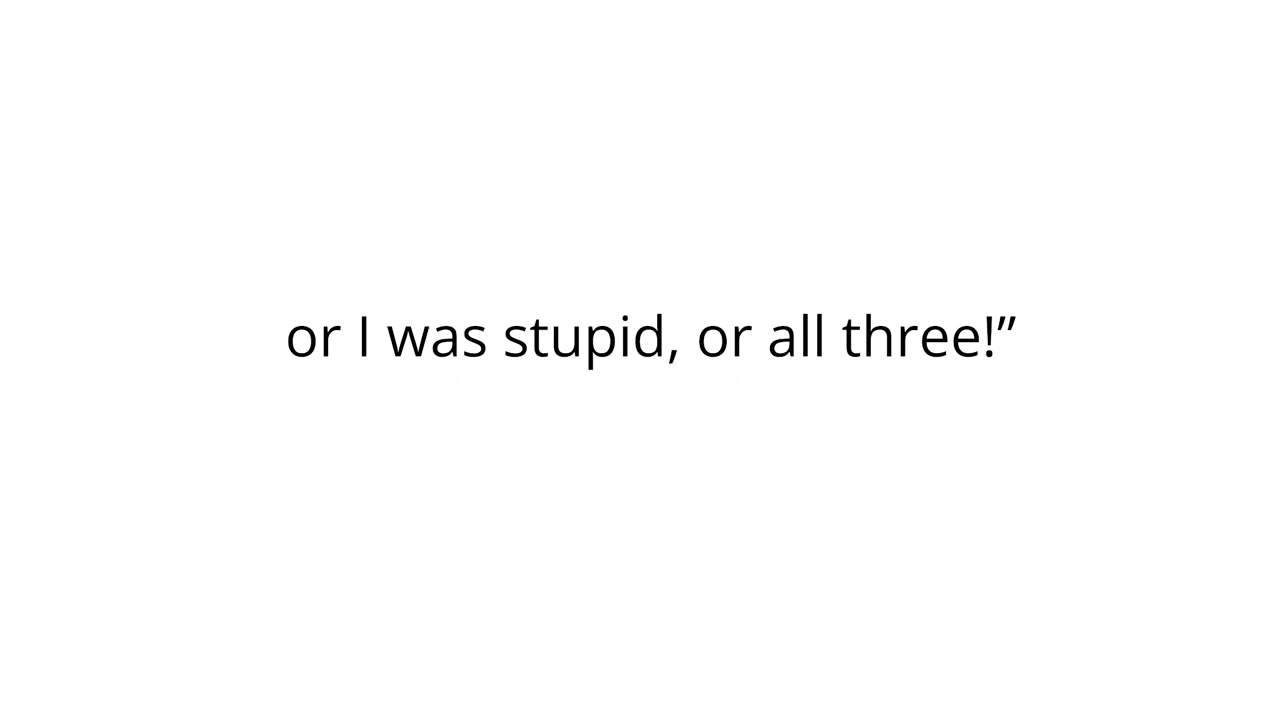 or I was stupid, or all three!”